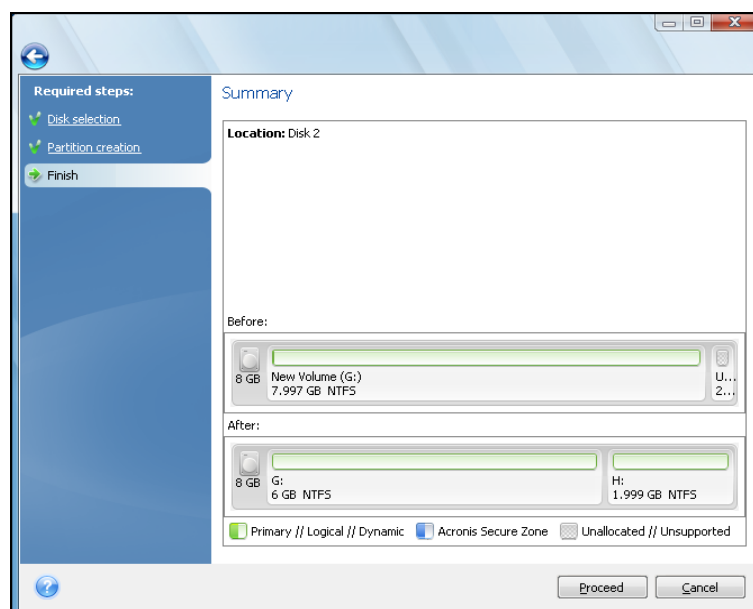 Required steps:
Disk selection
Partition creation
Finish
Summary
Location: Disk 2
Before:
8 GB
New Volume (G:)
7.997 GB NTFS
U...
2...
After:
8 GB
G:
6 GB NTFS
H:
1.999 GB NTFS
Primary // Logical // Dynamic Acronis Secure Zone Unallocated // Unsupported
Proceed Cancel